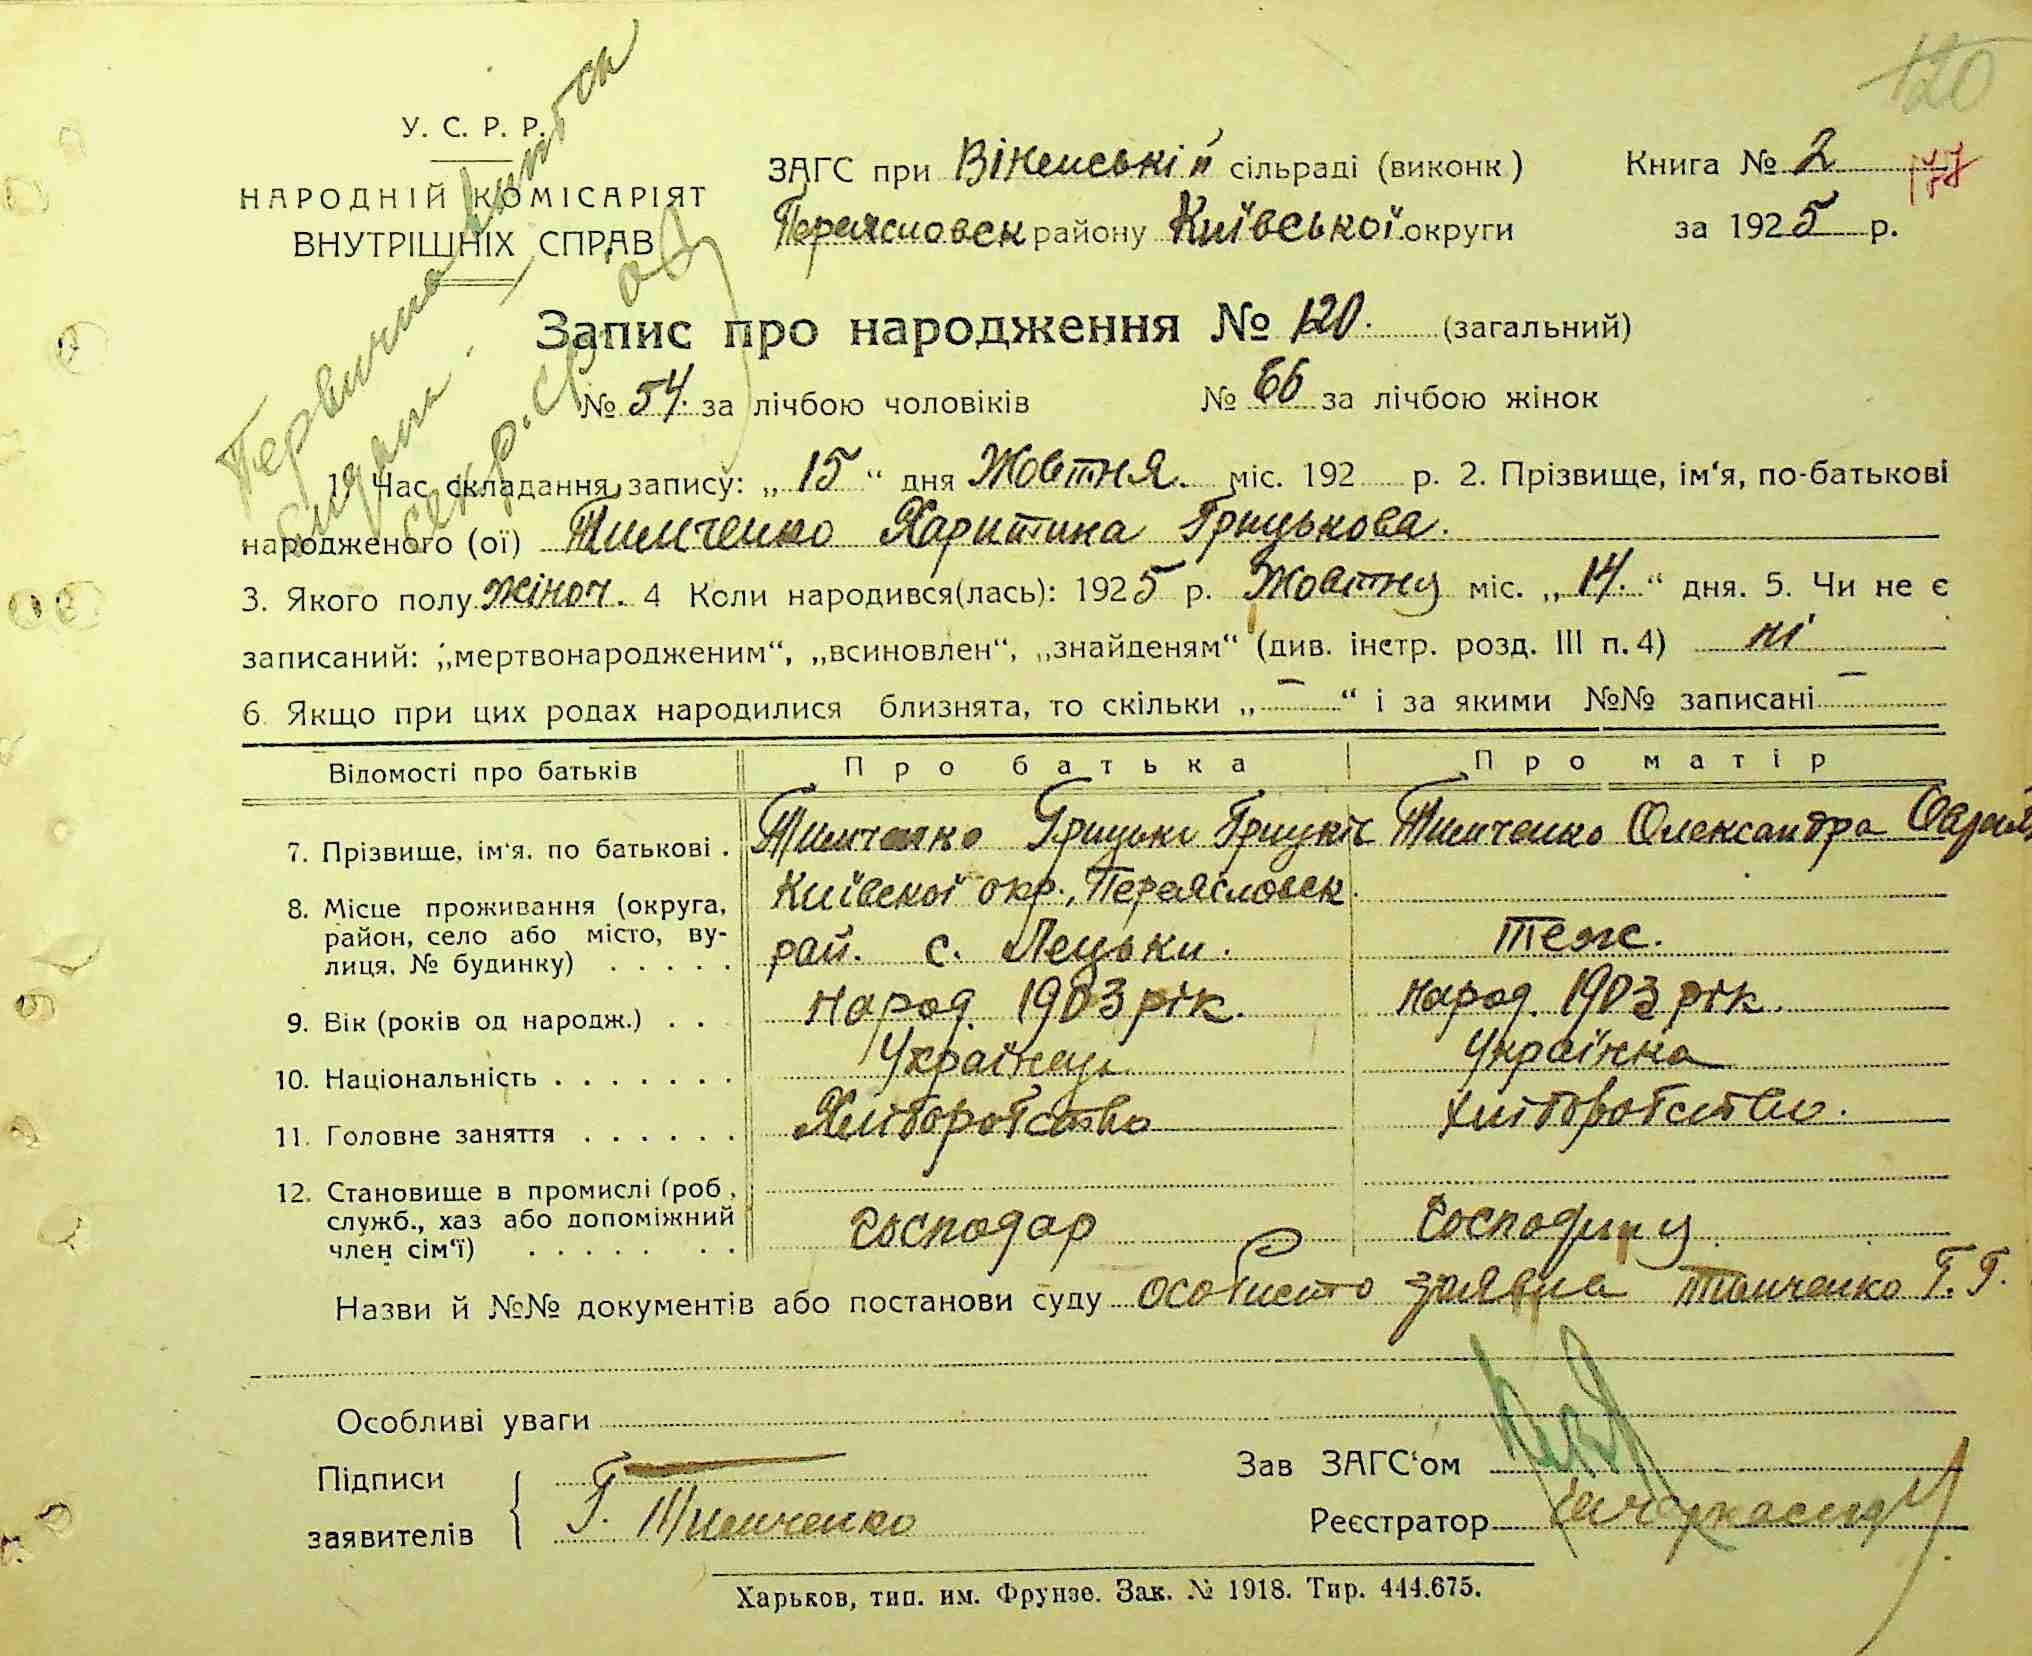 120
У. С. Р. Р.
НАРОДНІЙ КОМІСАРІЯТ
ВНУТРІШНІХ СПРАВ
Первична випись
видана.
ЗАГС при Вікенській сільраді (виконк)
Переясловськ району Київської округи
Книга № 2
за 1925 р.
Запис про народження № 120. (загальний)
№ 54. за лічбою чоловіків № 66 за лічбою жінок
1. Час складання запису: „ 15 “ дня Жовтня. міс. 192 р. 2. Прізвище, ім‘я, по-батькові
народженого (ої) Тимченко Харитина Грицькова.
3. Якого полу жіноч. 4 Коли народився(лась): 1925 р. Жовтня міс. „ 14. “ дня. 5. Чи не є
записаний: „мертвонародженим“, „всиновлен“, „знайденям“ (див. інстр. розд. III п. 4) ні
6. Якщо при цих родах народилися близнята, то скільки „ — “ і за якими №№ записані —
Відомості про батьків Про батька Про матір
7. Прізвище, ім‘я, по батькові . Тимченко Грицько Грицьків Тимченко Олександра
8. Місце проживання (округа, район, село або місто, вулиця, № будинку) . . . . . Київскої окр. Переясловск. рай. с. Лецьки. теж.
9. Вік (років од народж.) . . народ. 1903 рік. народ. 1903 рік.
10. Національність . . . . . . . Українець Українка
11. Головне заняття . . . . . . Хліборобство хліборобство.
12. Становище в промислі (роб., служб., хаз або допоміжний член сім‘ї) . . . . . . . господар господиня
Назви й №№ документів або постанови суду особисто заявив Тимченко Г. Г.
Особливі уваги
Підписи
заявителів
Г. Тимченко
Зав ЗАГС‘ом
Реєстратор
Харьков, тип. им. Фрунзе. Зак. № 1918. Тир. 444.675.